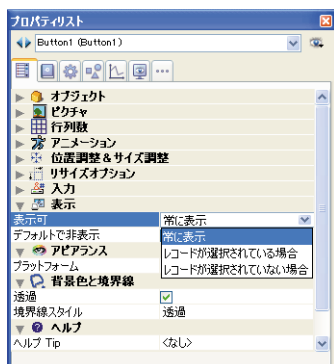 プロパティリスト
Button1 (Button1)
オブジェクト
ピクチャ
行列数
アニメーション
位置調整&サイズ調整
リサイズオプション
入力
表示
表示可 常に表示
デフォルトで非表示 常に表示
レコードが選択されている場合
アピアランス
プラットフォーム レコードが選択されていない場合
背景色と境界線
透過
境界線スタイル 透過
ヘルプ
ヘルプ Tip <なし>